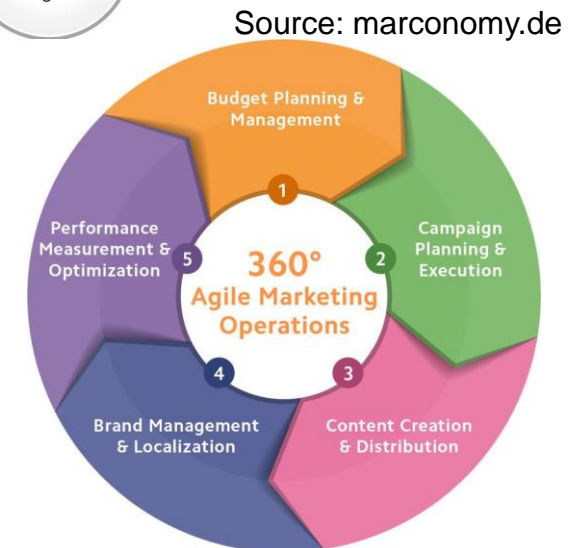 Source: marconomy.de
Budget Planning &
Management
1
Campaign
Planning &
Execution
2
Content Creation
& Distribution
3
Brand Management
& Localization
4
Performance
Measurement &
Optimization
5
360°
Agile Marketing
Operations